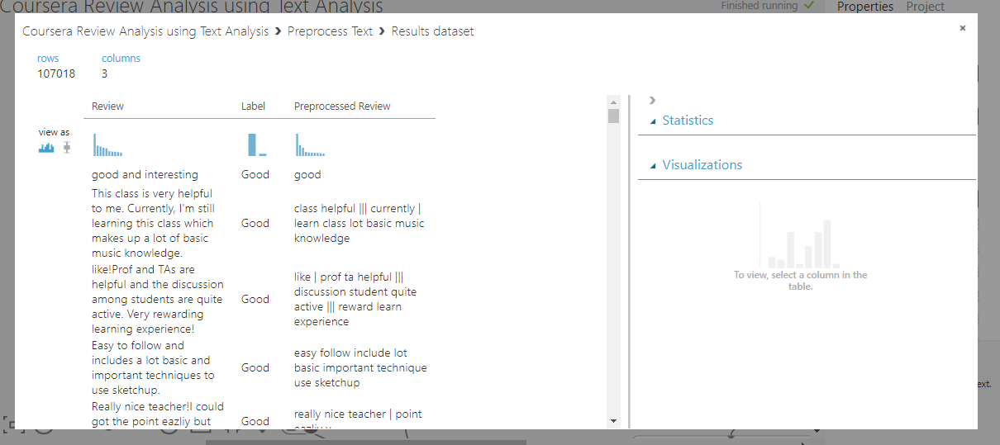 Coursera Review Analysis using Text Analysis
Finished running
Properties Project
Coursera Review Analysis using Text Analysis › Preprocess Text › Results dataset
rows columns
107018 3
Review Label Preprocessed Review
view as
good and interesting Good good
This class is very helpful
to me. Currently, I'm still
learning this class which
makes up a lot of basic
music knowledge.
Good
class helpful ||| currently |
learn class lot basic music
knowledge
like!Prof and TAs are
helpful and the discussion
among students are quite
active. Very rewarding
learning experience!
Good
like | prof ta helpful |||
discussion student quite
active ||| reward learn
experience
Easy to follow and
includes a lot basic and
important techniques to
use sketchup.
Good
easy follow include lot
basic important technique
use sketchup
Really nice teacher!I could
got the point eazliy but
Good
really nice teacher | point
eazliy v
Statistics
Visualizations
To view, select a column in the
table.
ext.